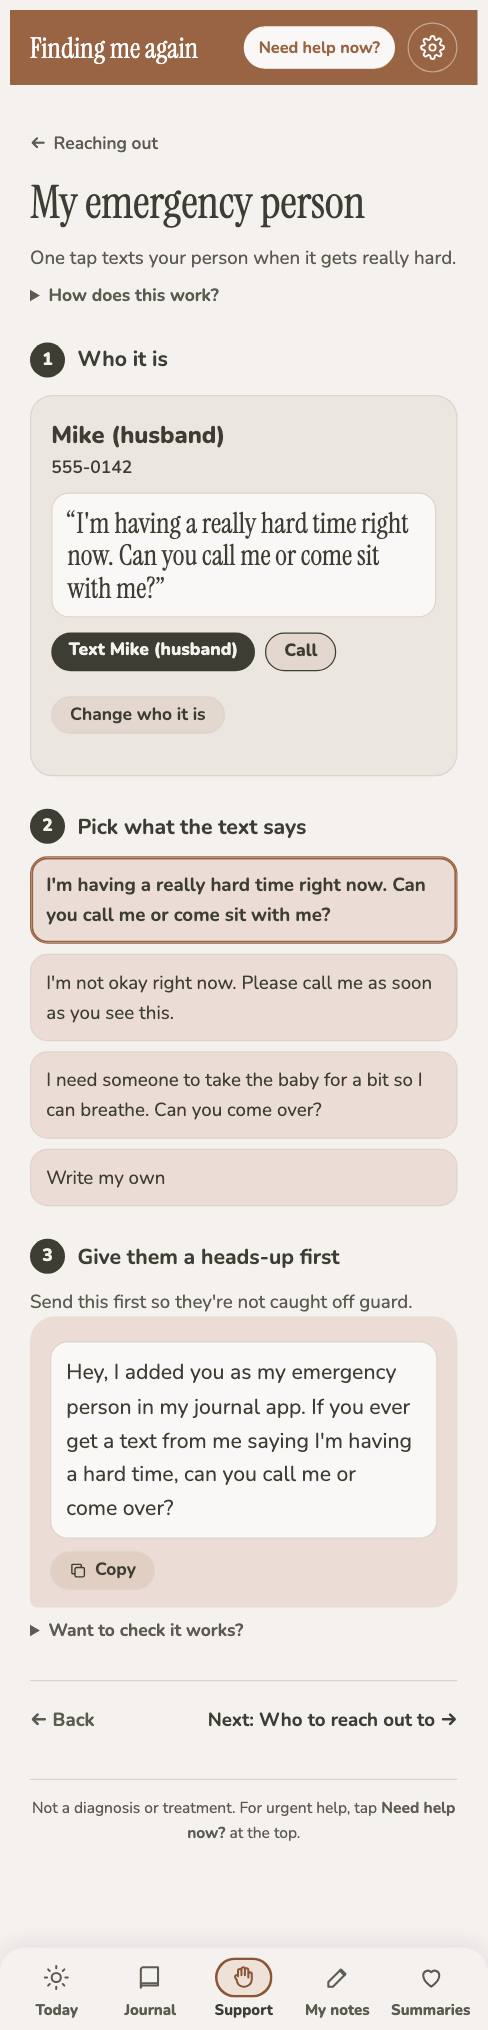 Finding me again
Need help now?
← Reaching out
My emergency person
One tap texts your person when it gets really hard.
▶ How does this work?
1 Who it is
Mike (husband)
555-0142
“I'm having a really hard time right
now. Can you call me or come sit
with me?”
Text Mike (husband)
Call
Change who it is
2 Pick what the text says
I'm having a really hard time right now. Can
you call me or come sit with me?
I'm not okay right now. Please call me as soon
as you see this.
I need someone to take the baby for a bit so I
can breathe. Can you come over?
Write my own
3 Give them a heads-up first
Send this first so they're not caught off guard.
Hey, I added you as my emergency
person in my journal app. If you ever
get a text from me saying I'm having
a hard time, can you call me or
come over?
Copy
▶ Want to check it works?
← Back
Next: Who to reach out to →
Not a diagnosis or treatment. For urgent help, tap Need help
now? at the top.
Today
Journal
Support
My notes
Summaries